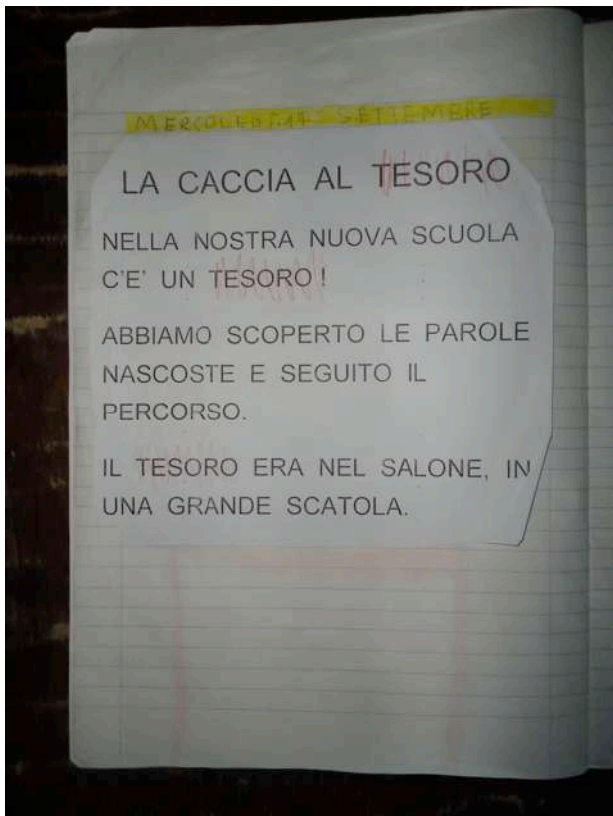 MERCOLEDÌ 17 SETTEMBRE
LA CACCIA AL TESORO
NELLA NOSTRA NUOVA SCUOLA
C'E' UN TESORO !
ABBIAMO SCOPERTO LE PAROLE
NASCOSTE E SEGUITO IL
PERCORSO.
IL TESORO ERA NEL SALONE, IN
UNA GRANDE SCATOLA.